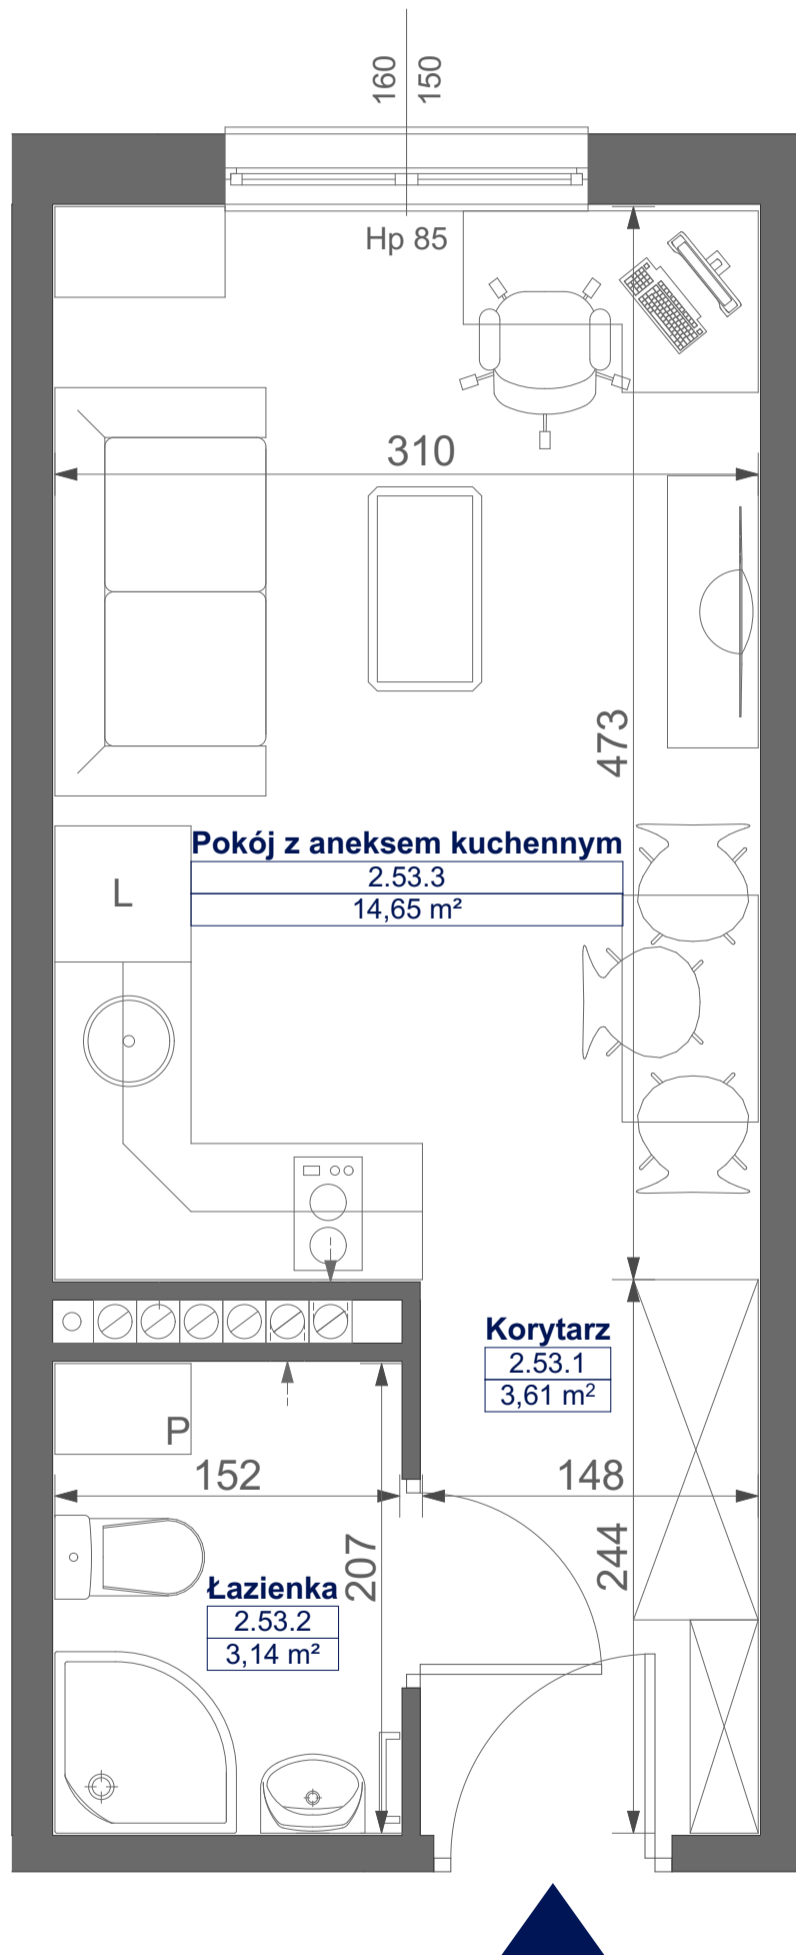 160
150
Hp 85
310
473
Pokój z aneksem kuchennym
2.53.3
14,65 m²
L
Korytarz
2.53.1
3,61 m²
P
152
148
207
244
Łazienka
2.53.2
3,14 m²